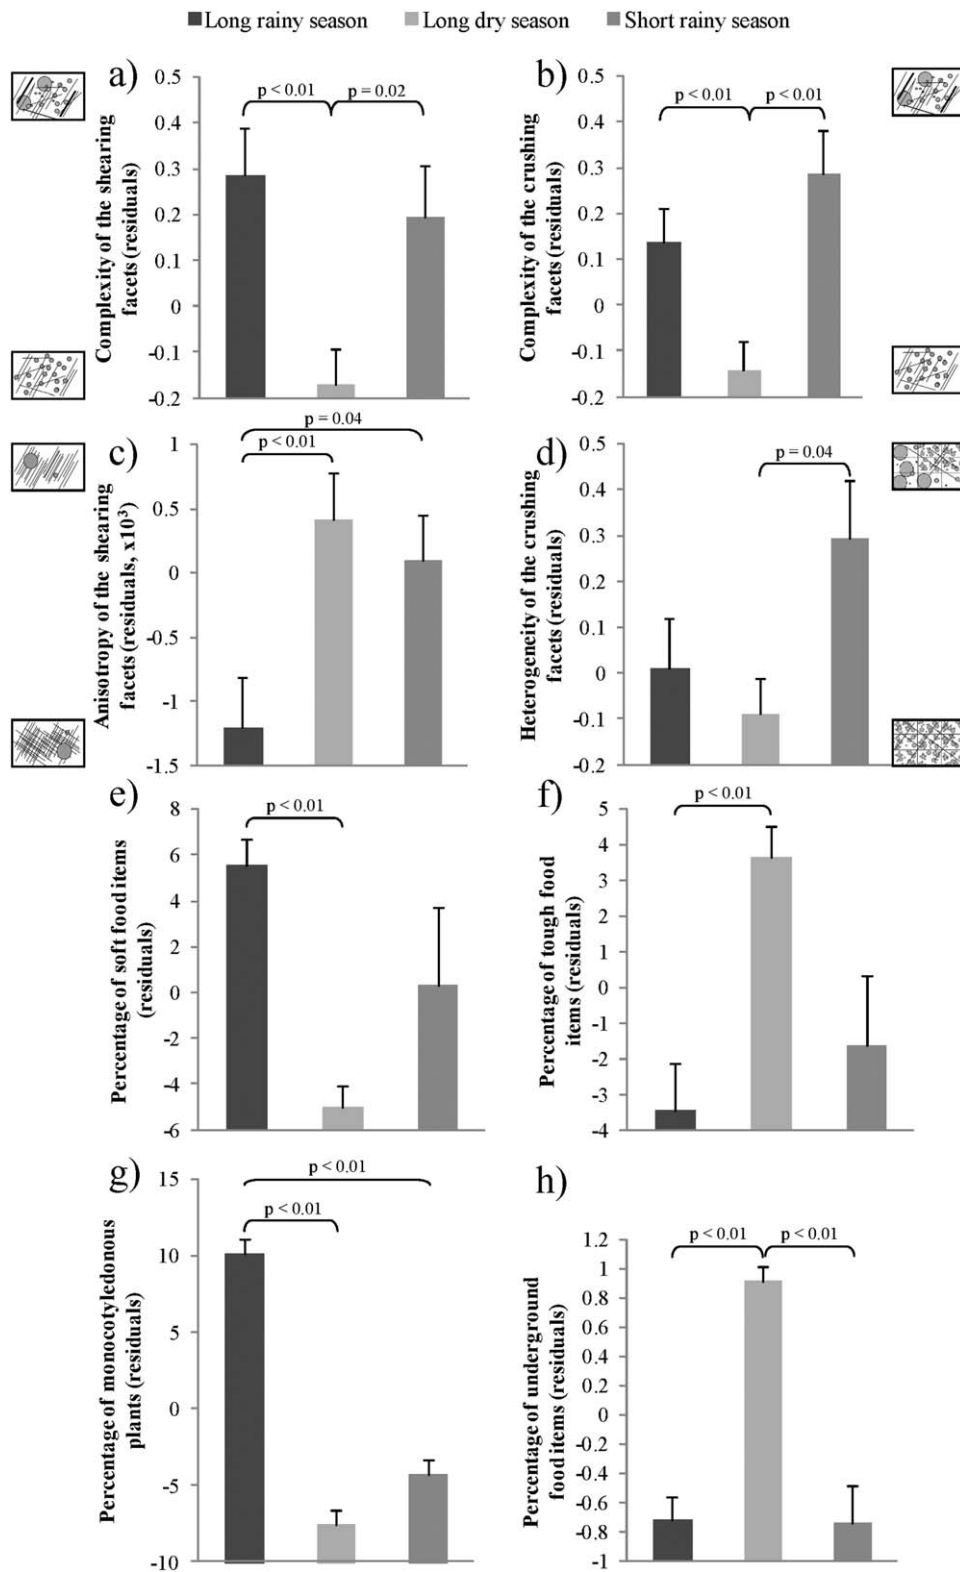 Long rainy season Long dry season Short rainy season
a)
Complexity of the shearing
facets (residuals)
0.5
0.4
0.3
0.2
0.1
0
-0.1
-0.2
p < 0.01
p = 0.02
b)
Complexity of the crushing
facets (residuals)
0.5
0.4
0.3
0.2
0.1
0
-0.1
-0.2
p < 0.01
p < 0.01
c)
Anisotropy of the shearing
facets (residuals, x10³)
1
0.5
0
-0.5
-1
-1.5
p = 0.04
p < 0.01
d)
Heterogeneity of the crushing
facets (residuals)
0.5
0.4
0.3
0.2
0.1
0
-0.1
-0.2
p = 0.04
e)
Percentage of soft food items
(residuals)
8
6
4
2
0
-2
-4
-6
p < 0.01
f)
Percentage of tough food
items (residuals)
5
4
3
2
1
0
-1
-2
-3
-4
p < 0.01
g)
Percentage of monocotyledonous
plants (residuals)
15
10
5
0
-5
-10
p < 0.01
p < 0.01
h)
Percentage of underground
food items (residuals)
1.2
1
0.8
0.6
0.4
0.2
0
-0.2
-0.4
-0.6
-0.8
-1
p < 0.01
p < 0.01